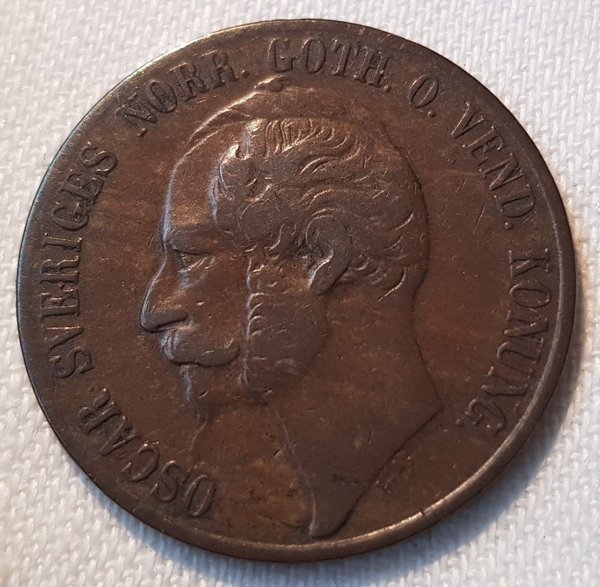 OSCAR SVERIGES NORR. GOTH. O. VEND. KONUNG.